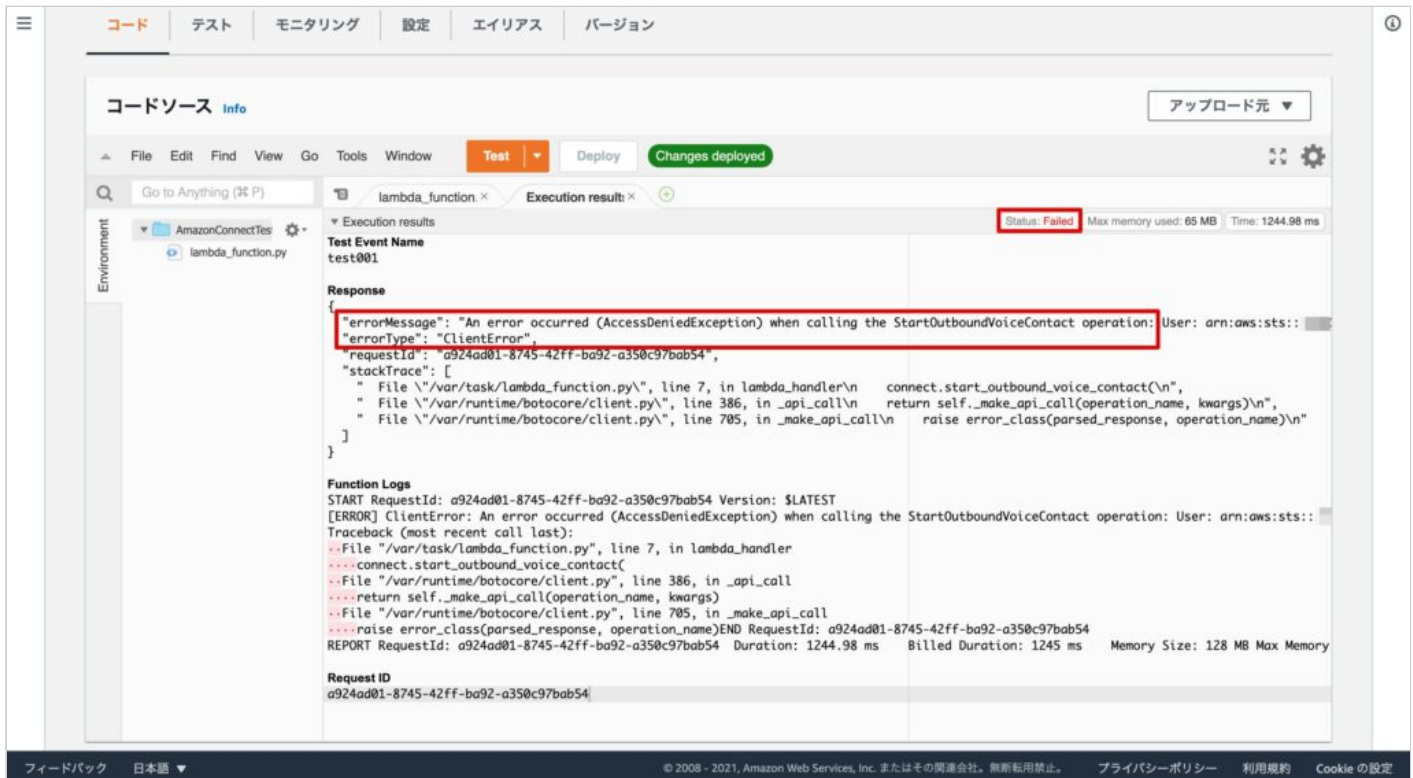 コード テスト モニタリング 設定 エイリアス バージョン
コードソース Info
アップロード元 ▼
File Edit Find View Go Tools Window Test Deploy Changes deployed
Go to Anything (⌘ P)
lambda_function. × Execution results ×
Environment
AmazonConnectTes
lambda_function.py
▼ Execution results
Status: Failed Max memory used: 65 MB Time: 1244.98 ms
Test Event Name
test001
Response
{
"errorMessage": "An error occurred (AccessDeniedException) when calling the StartOutboundVoiceContact operation: User: arn:aws:sts::
"errorType": "ClientError",
"requestId": "a924ad01-8745-42ff-ba92-a350c97bab54",
"stackTrace": [
"  File \"/var/task/lambda_function.py\", line 7, in lambda_handler\n    connect.start_outbound_voice_contact(\n",
"  File \"/var/runtime/botocore/client.py\", line 386, in _api_call\n    return self._make_api_call(operation_name, kwargs)\n",
"  File \"/var/runtime/botocore/client.py\", line 705, in _make_api_call\n    raise error_class(parsed_response, operation_name)\n"
]
}
Function Logs
START RequestId: a924ad01-8745-42ff-ba92-a350c97bab54 Version: $LATEST
[ERROR] ClientError: An error occurred (AccessDeniedException) when calling the StartOutboundVoiceContact operation: User: arn:aws:sts::
Traceback (most recent call last):
··File "/var/task/lambda_function.py", line 7, in lambda_handler
····connect.start_outbound_voice_contact(
··File "/var/runtime/botocore/client.py", line 386, in _api_call
····return self._make_api_call(operation_name, kwargs)
··File "/var/runtime/botocore/client.py", line 705, in _make_api_call
····raise error_class(parsed_response, operation_name)END RequestId: a924ad01-8745-42ff-ba92-a350c97bab54
REPORT RequestId: a924ad01-8745-42ff-ba92-a350c97bab54  Duration: 1244.98 ms  Billed Duration: 1245 ms  Memory Size: 128 MB Max Memory
Request ID
a924ad01-8745-42ff-ba92-a350c97bab54
フィードバック 日本語 ▼ © 2008 - 2021, Amazon Web Services, Inc. またはその関連会社。無断転用禁止。 プライバシーポリシー 利用規約 Cookie の設定